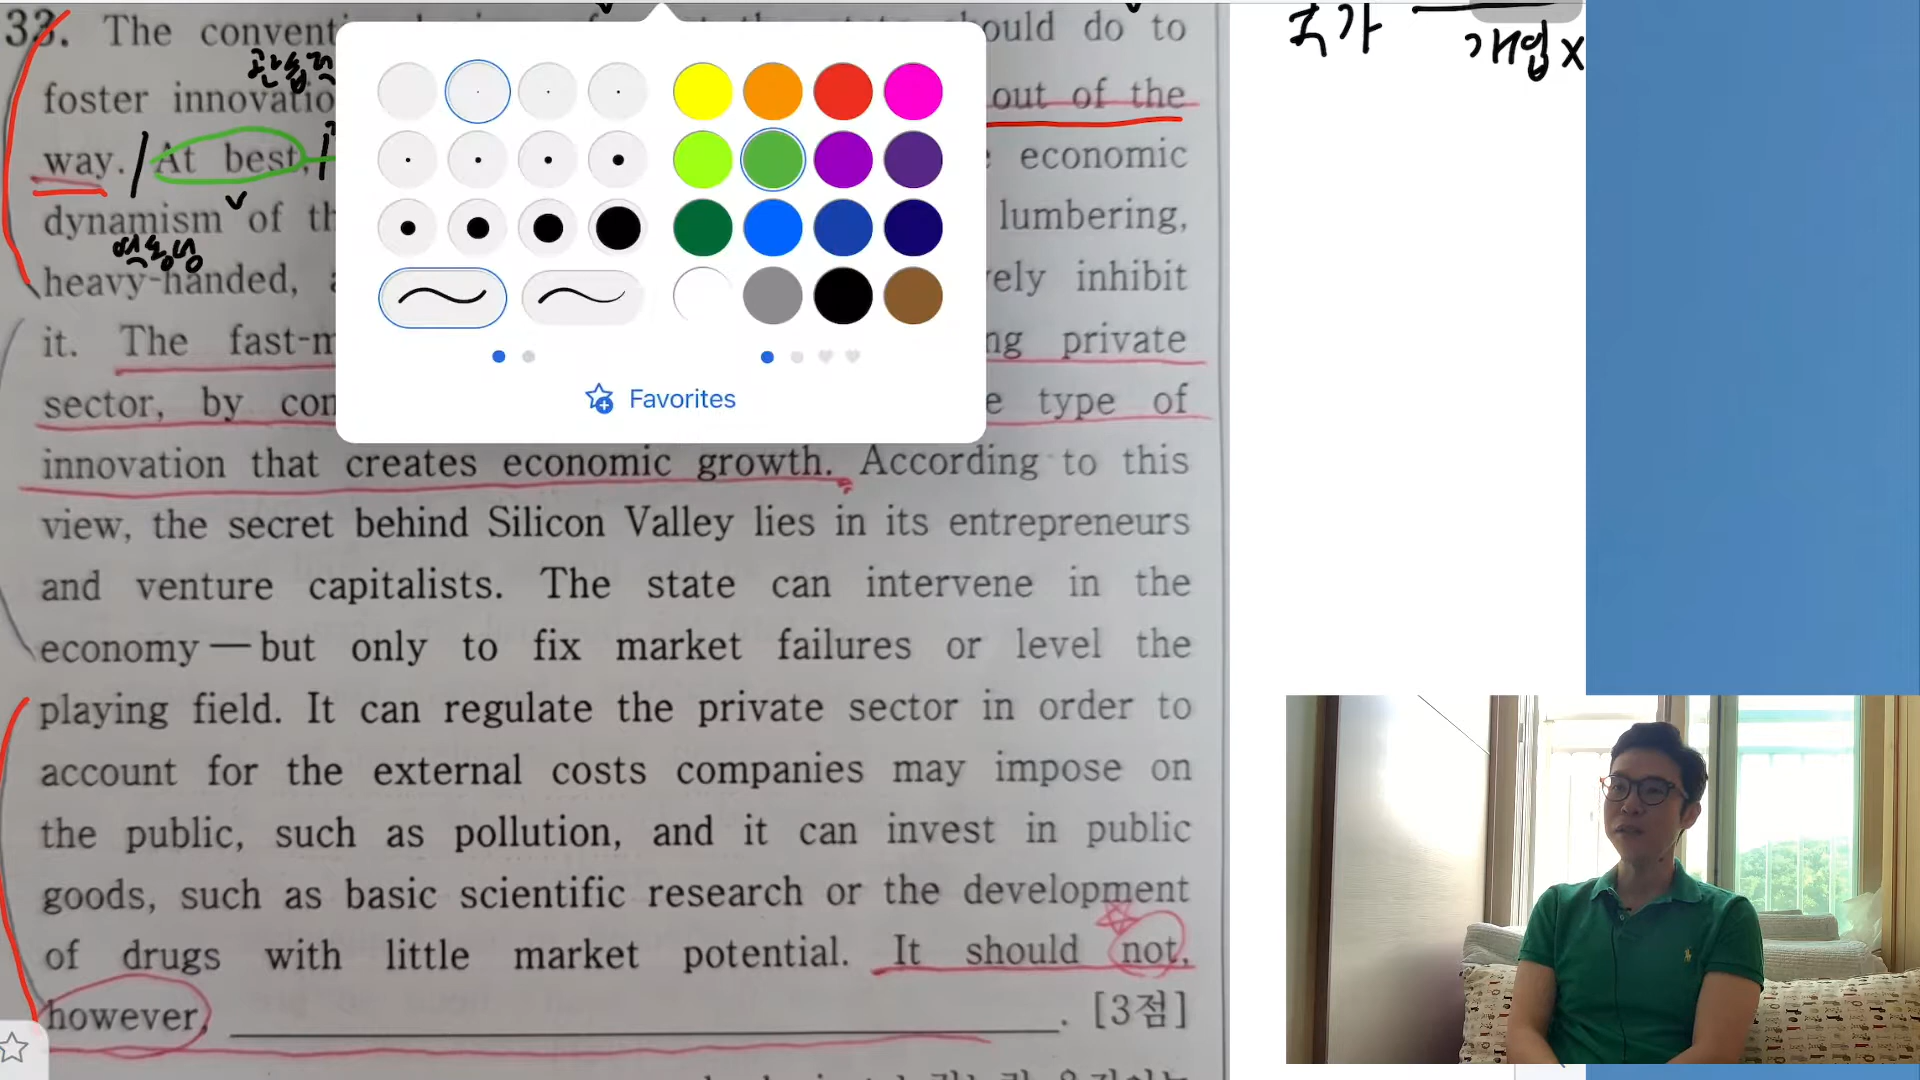 33. The convent ould do to
국가
개입 x
관습적
foster innovatio out of the
way. At best, e economic
dynamism of th lumbering,
역동성
heavy-handed, ely inhibit
it. The fast-m ng private
sector, by con e type of
Favorites
innovation that creates economic growth. According to this
view, the secret behind Silicon Valley lies in its entrepreneurs
and venture capitalists. The state can intervene in the
economy — but only to fix market failures or level the
playing field. It can regulate the private sector in order to
account for the external costs companies may impose on
the public, such as pollution, and it can invest in public
goods, such as basic scientific research or the development
of drugs with little market potential. It should not,
however, . [3점]